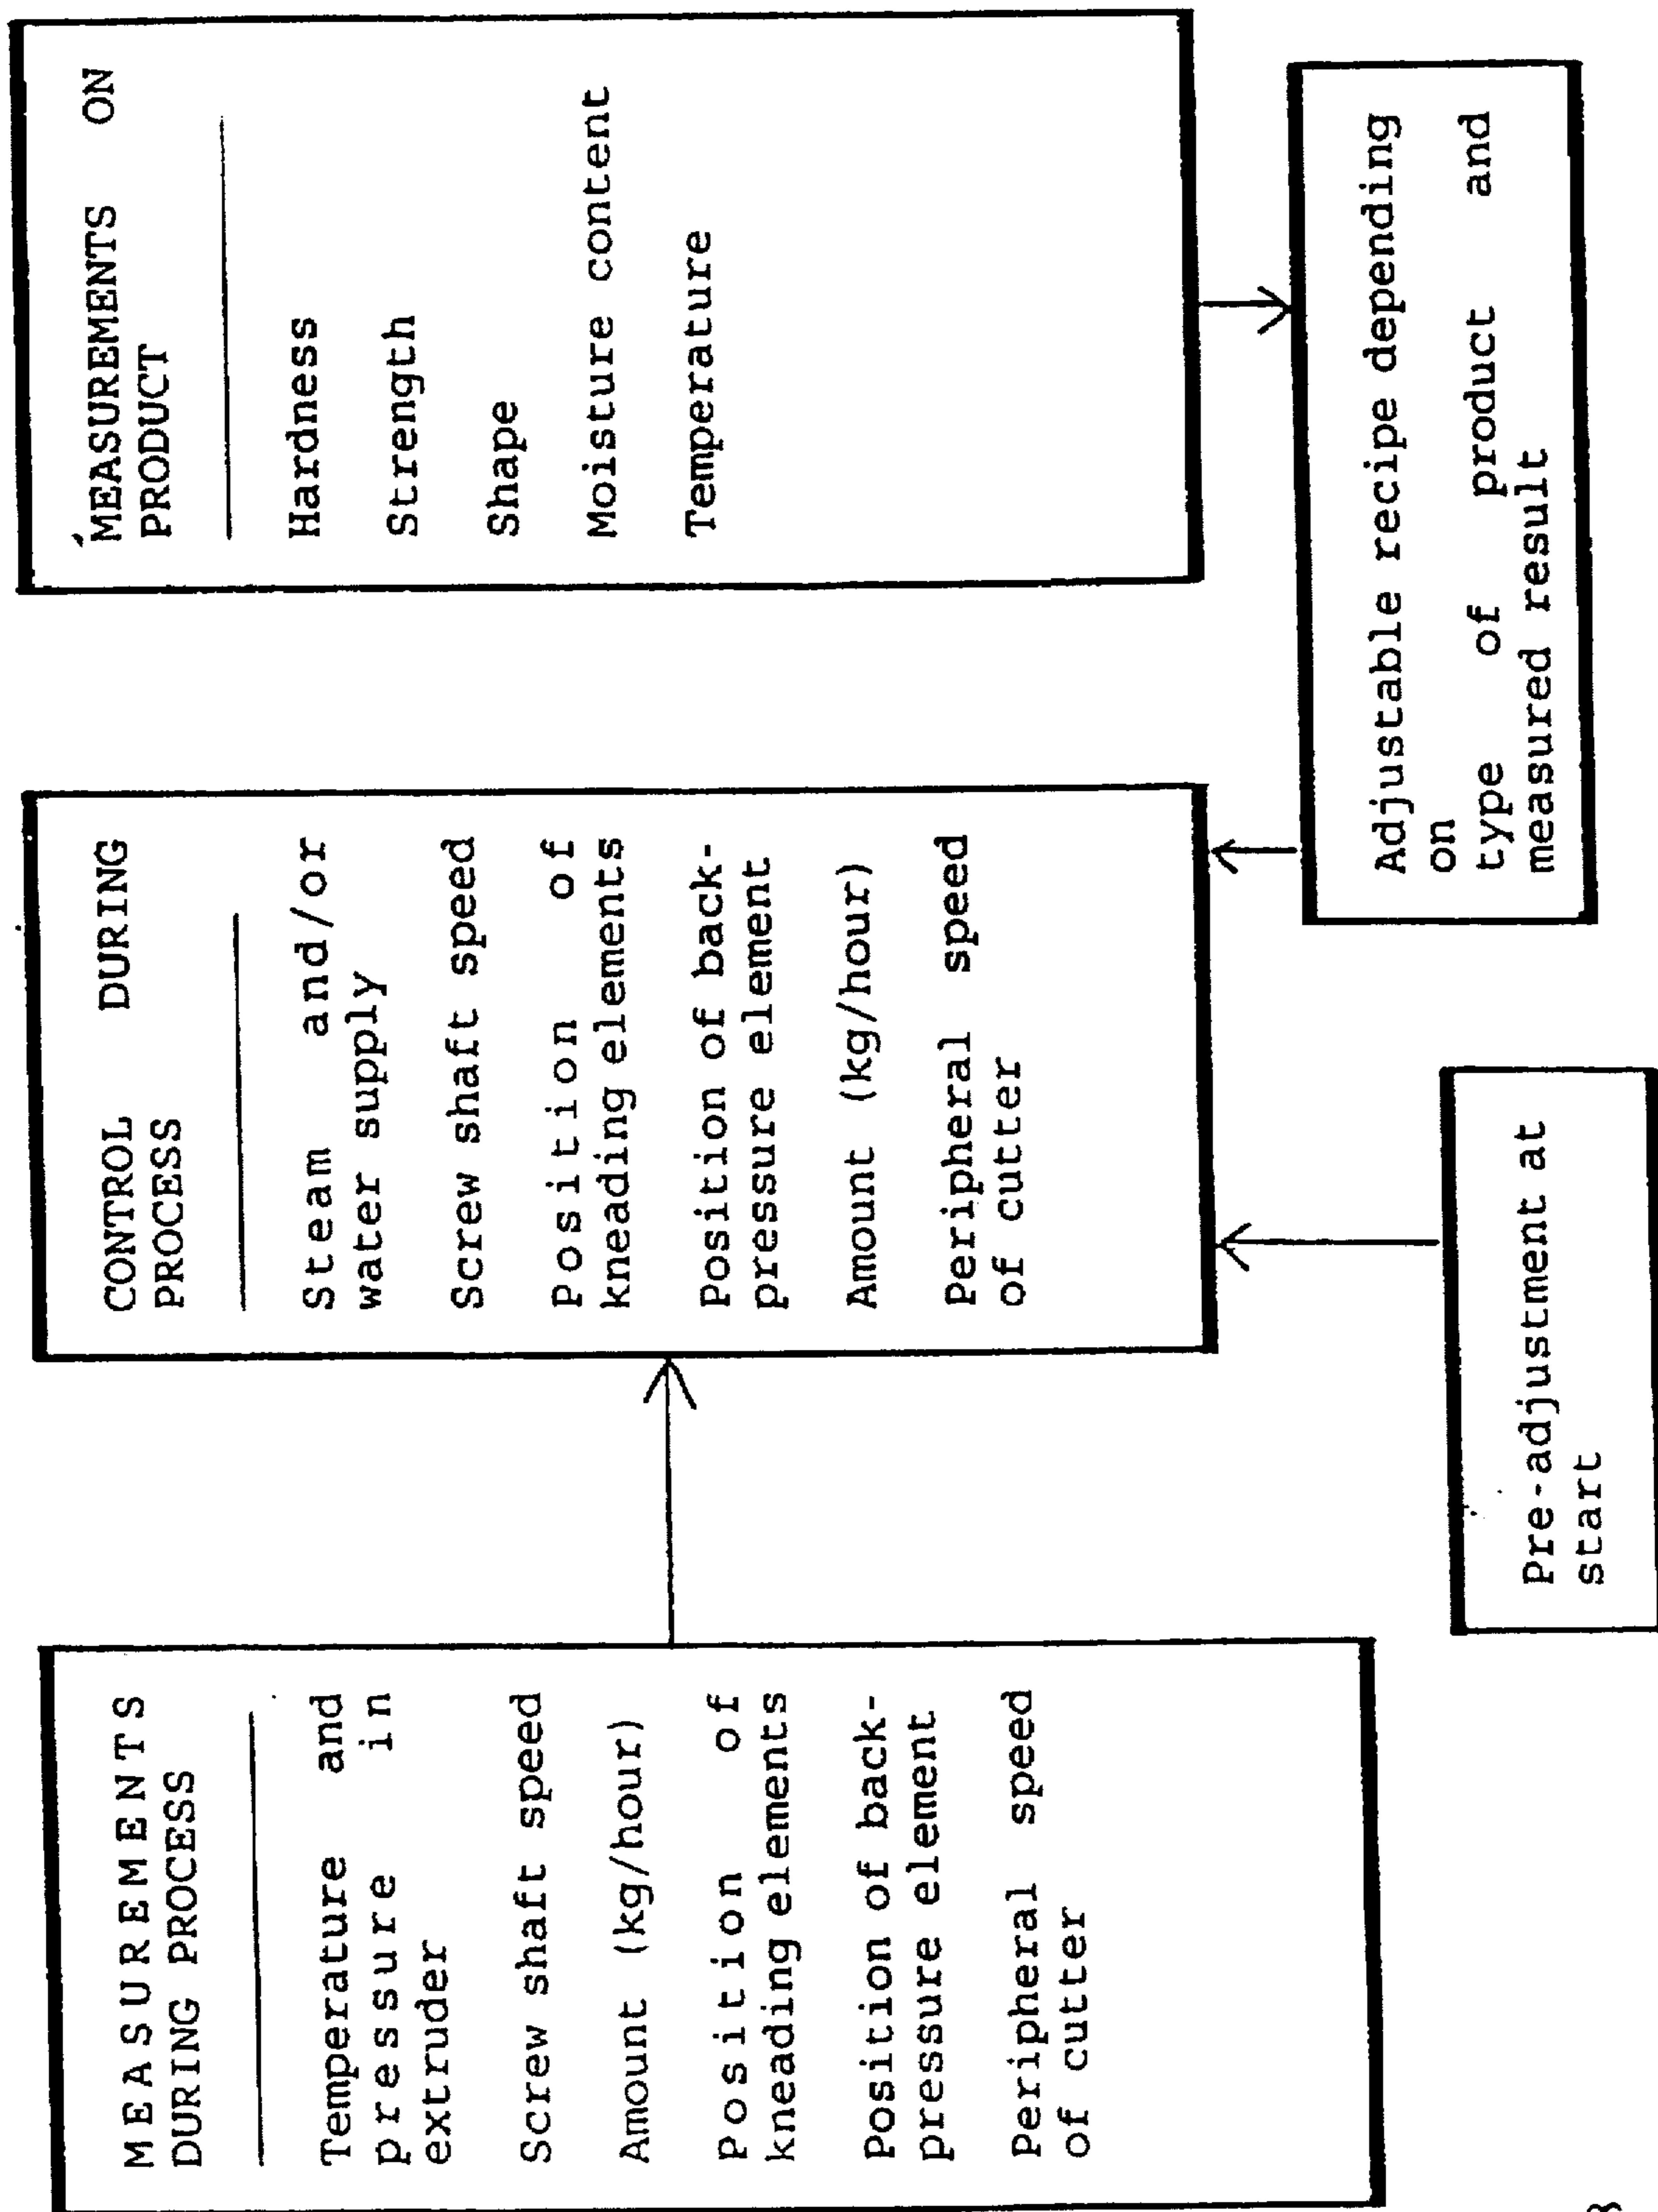 MEASUREMENTS
DURING PROCESS
Temperature and
pressure in
extruder
Screw shaft speed
Amount (kg/hour)
Position of
kneading elements
Position of back-
pressure element
Peripheral speed
of cutter
CONTROL DURING
PROCESS
Steam and/or
water supply
Screw shaft speed
Position of
kneading elements
Position of back-
pressure element
Amount (kg/hour)
Peripheral speed
of cutter
MEASUREMENTS ON
PRODUCT
Hardness
Strength
Shape
Moisture content
Temperature
Pre-adjustment at
start
Adjustable recipe depending
on
type of product and
measured result